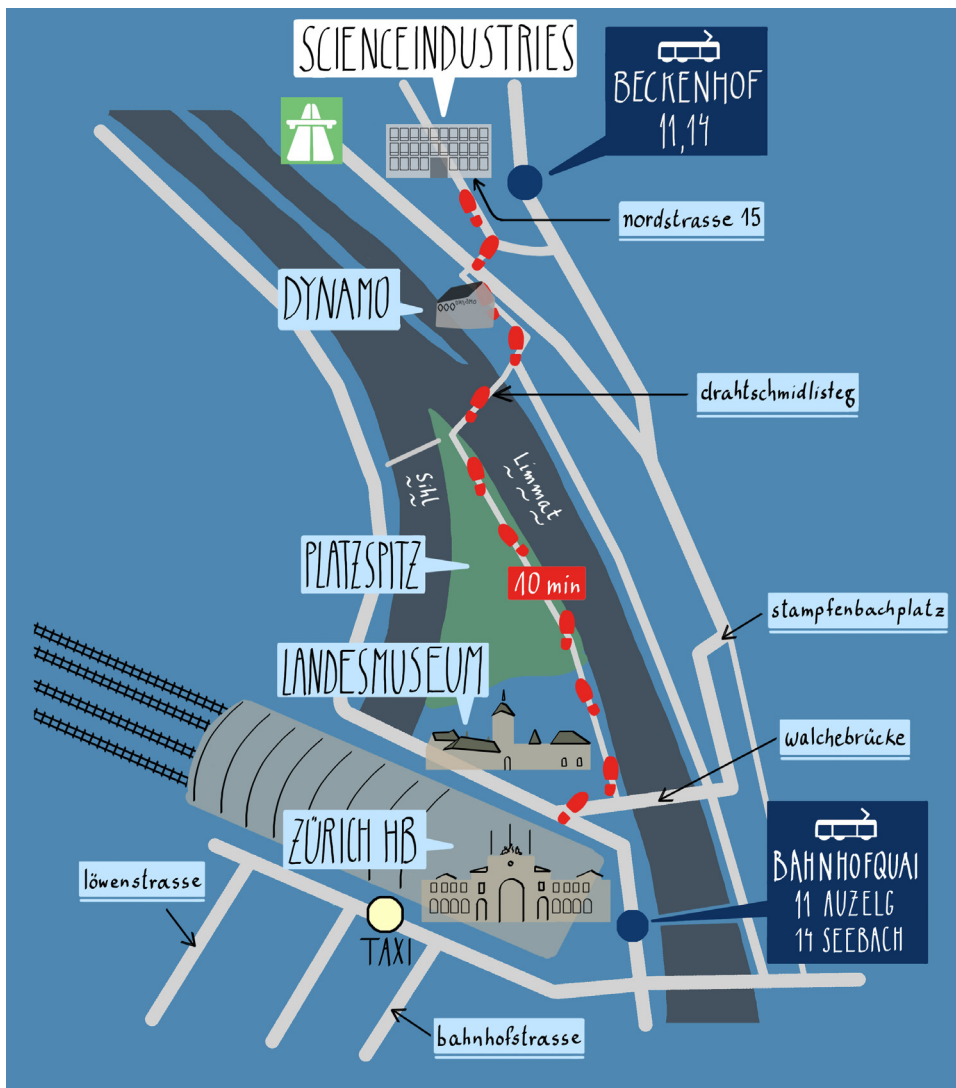 SCIENCEINDUSTRIES
BECKENHOF
11,14
nordstrasse 15
DYNAMO
DYNAMO
drahtschmidlisteg
Sihl
Limmat
PLATZSPITZ
10 min
stampfenbachplatz
LANDESMUSEUM
walchebrücke
ZÜRICH HB
BAHNHOFQUAI
11 AUZELG
14 SEEBACH
löwenstrasse
TAXI
bahnhofstrasse